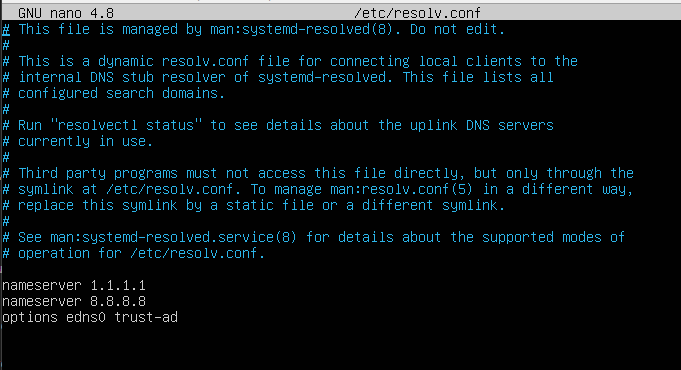 GNU nano 4.8 /etc/resolv.conf
# This file is managed by man:systemd-resolved(8). Do not edit.
#
# This is a dynamic resolv.conf file for connecting local clients to the
# internal DNS stub resolver of systemd-resolved. This file lists all
# configured search domains.
#
# Run "resolvectl status" to see details about the uplink DNS servers
# currently in use.
#
# Third party programs must not access this file directly, but only through the
# symlink at /etc/resolv.conf. To manage man:resolv.conf(5) in a different way,
# replace this symlink by a static file or a different symlink.
#
# See man:systemd-resolved.service(8) for details about the supported modes of
# operation for /etc/resolv.conf.
nameserver 1.1.1.1
nameserver 8.8.8.8
options edns0 trust-ad